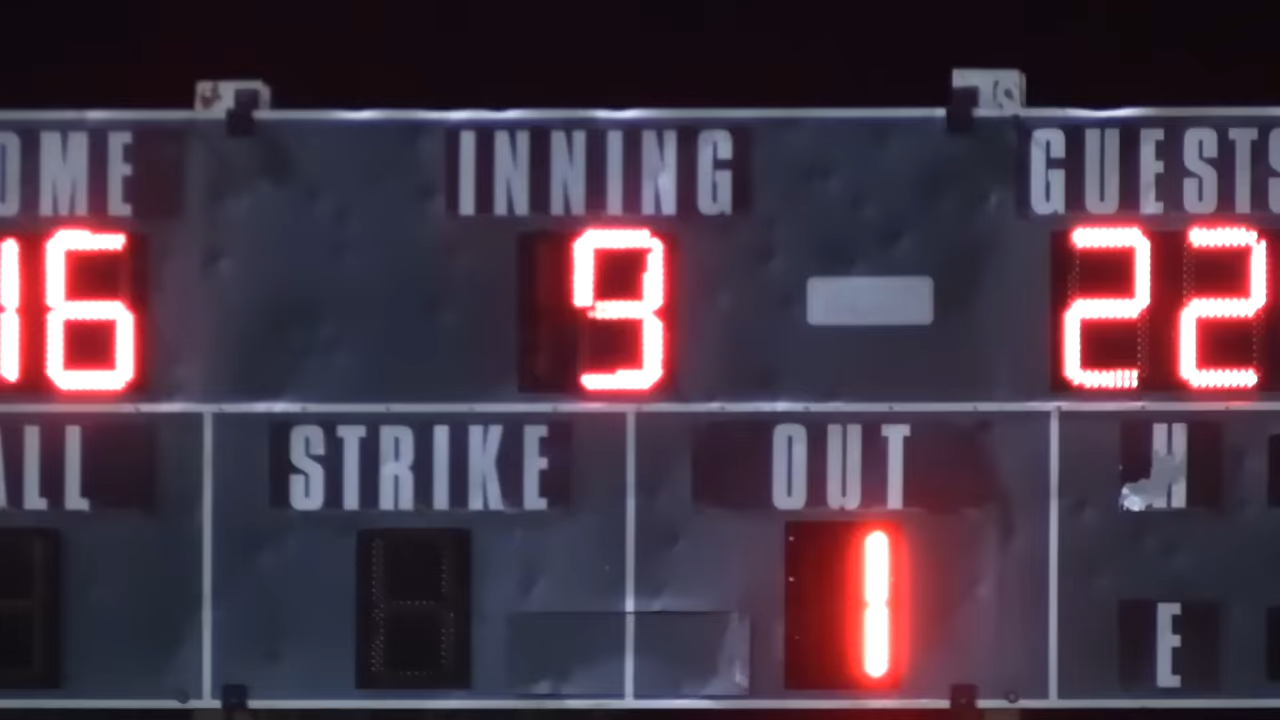 OME INNING GUESTS
16 9 22
ALL STRIKE OUT H
1
E